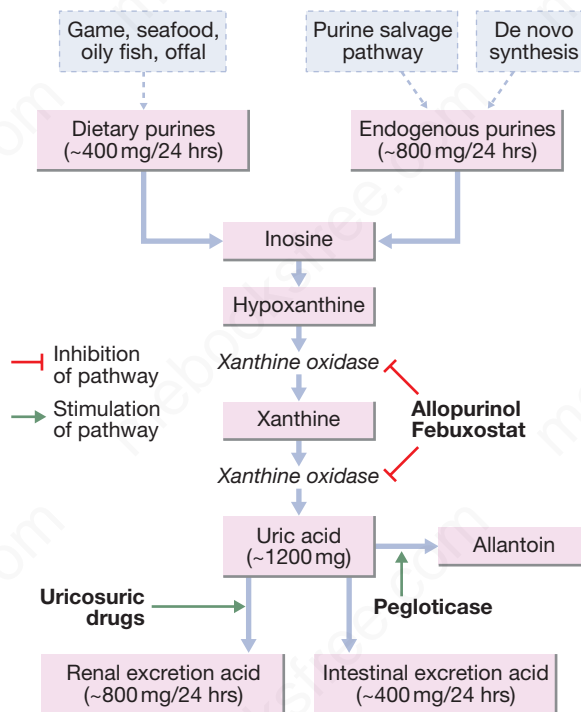 Game, seafood,
oily fish, offal
Purine salvage
pathway
De novo
synthesis
Dietary purines
(~400 mg/24 hrs)
Endogenous purines
(~800 mg/24 hrs)
Inosine
Hypoxanthine
Inhibition
of pathway
Xanthine oxidase
Stimulation
of pathway
Xanthine
Allopurinol
Febuxostat
Xanthine oxidase
Uric acid
(~1200 mg)
Allantoin
Uricosuric
drugs
Pegloticase
Renal excretion acid
(~800 mg/24 hrs)
Intestinal excretion acid
(~400 mg/24 hrs)